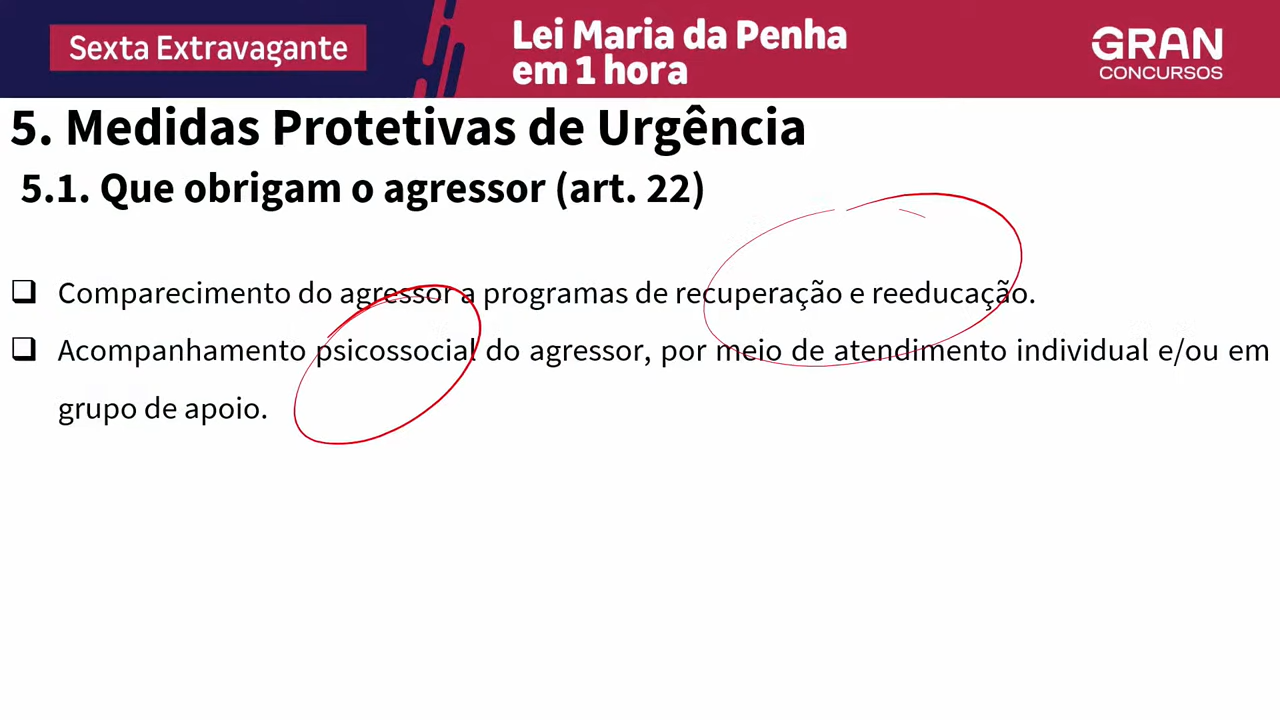 Sexta Extravagante
Lei Maria da Penha
em 1 hora
GRAN
CONCURSOS
5. Medidas Protetivas de Urgência
5.1. Que obrigam o agressor (art. 22)
❑ Comparecimento do agressor a programas de recuperação e reeducação.
❑ Acompanhamento psicossocial do agressor, por meio de atendimento individual e/ou em
grupo de apoio.